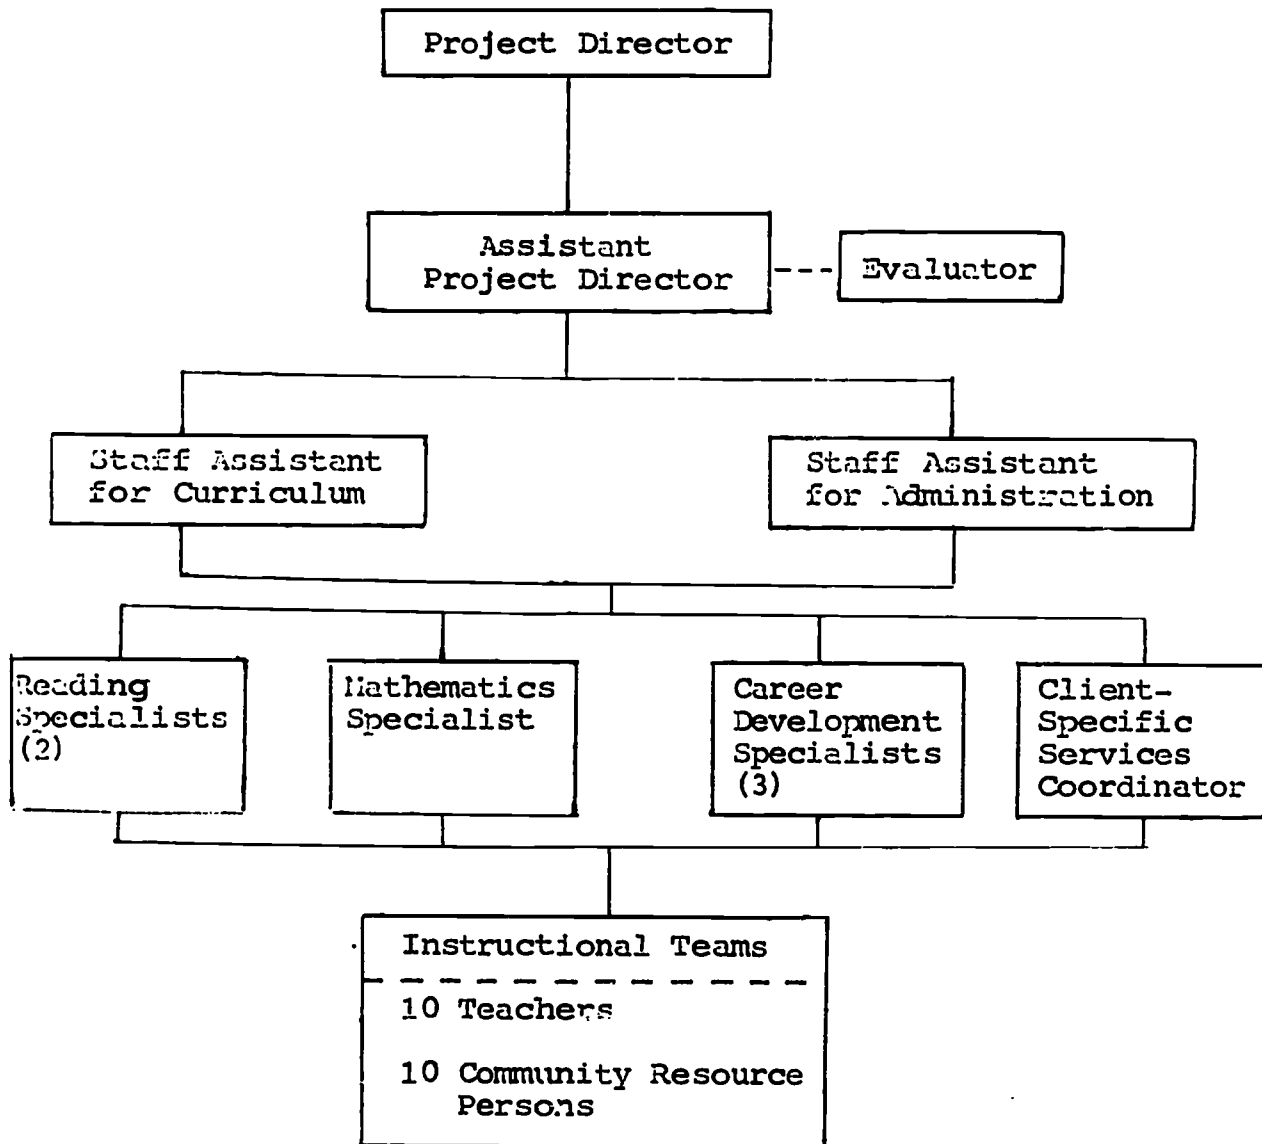 Project Director
Assistant
Project Director
Evaluator
Staff Assistant
for Curriculum
Staff Assistant
for Administration
Reading
Specialists
(2)
Mathematics
Specialist
Career
Development
Specialists
(3)
Client-
Specific
Services
Coordinator
Instructional Teams
10 Teachers
10 Community Resource
Persons